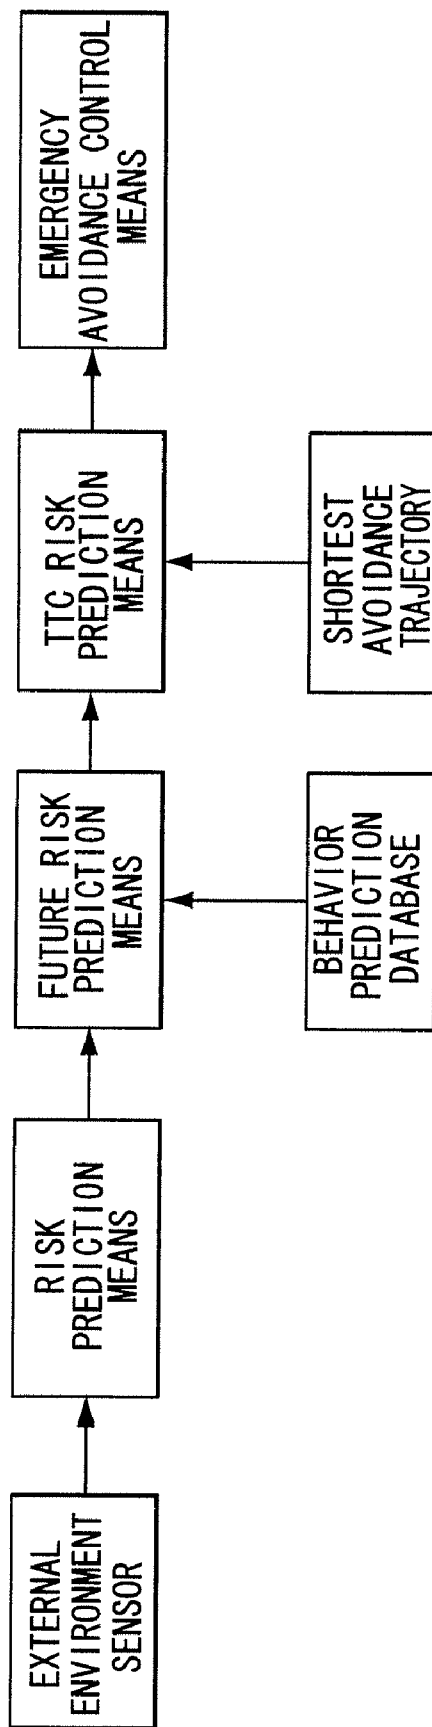 EXTERNAL
ENVIRONMENT
SENSOR
RISK
PREDICTION
MEANS
FUTURE RISK
PREDICTION
MEANS
TTC RISK
PREDICTION
MEANS
EMERGENCY
AVOIDANCE CONTROL
MEANS
BEHAVIOR
PREDICTION
DATABASE
SHORTEST
AVOIDANCE
TRAJECTORY